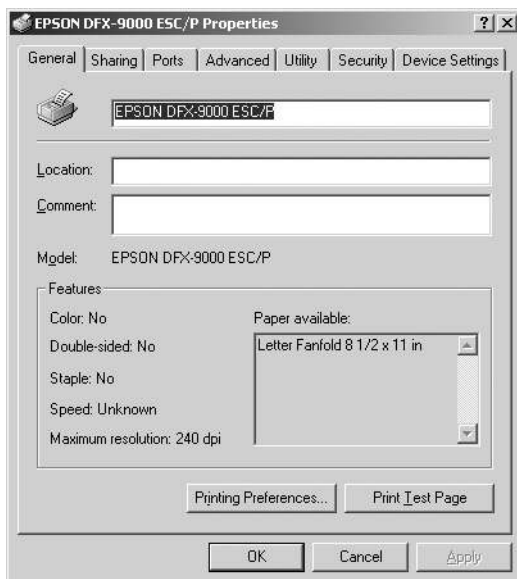 EPSON DFX-9000 ESC/P Properties ? X
General Sharing Ports Advanced Utility Security Device Settings
EPSON DFX-9000 ESC/P
Location:
Comment:
Model: EPSON DFX-9000 ESC/P
Features
Color: No Paper available:
Double-sided: No Letter Fanfold 8 1/2 x 11 in
Staple: No
Speed: Unknown
Maximum resolution: 240 dpi
Printing Preferences... Print Test Page
OK Cancel Apply